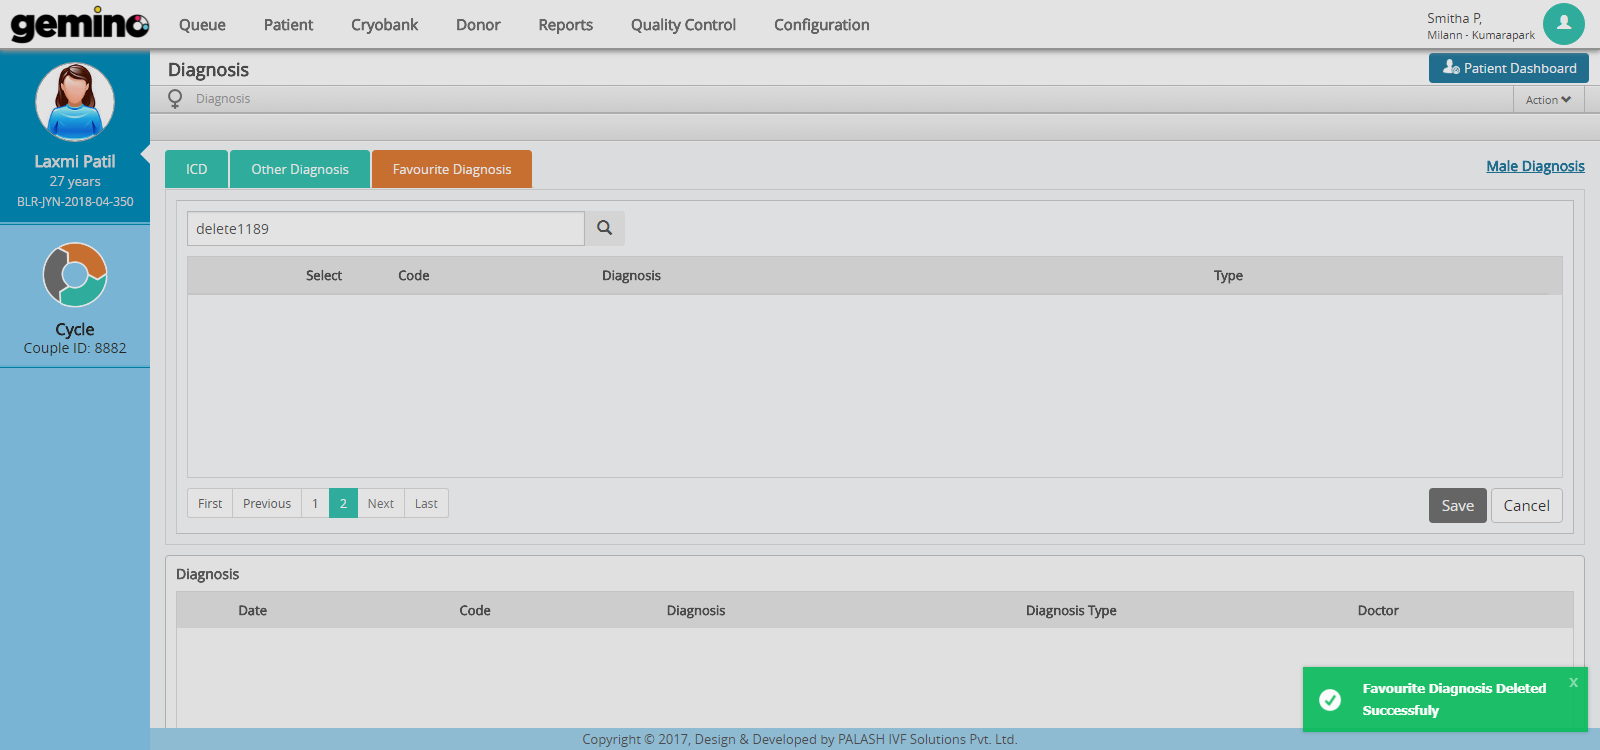 gemino Queue Patient Cryobank Donor Reports Quality Control Configuration
Smitha P,
Milann - Kumarapark
Diagnosis
Patient Dashboard
Diagnosis
Action
Laxmi Patil
27 years
BLR-JYN-2018-04-350
Cycle
Couple ID: 8882
ICD Other Diagnosis Favourite Diagnosis
Male Diagnosis
delete1189
Select Code Diagnosis Type
First Previous 1 2 Next Last
Save Cancel
Diagnosis
Date Code Diagnosis Diagnosis Type Doctor
Favourite Diagnosis Deleted
Successfuly
x
Copyright © 2017, Design & Developed by PALASH IVF Solutions Pvt. Ltd.